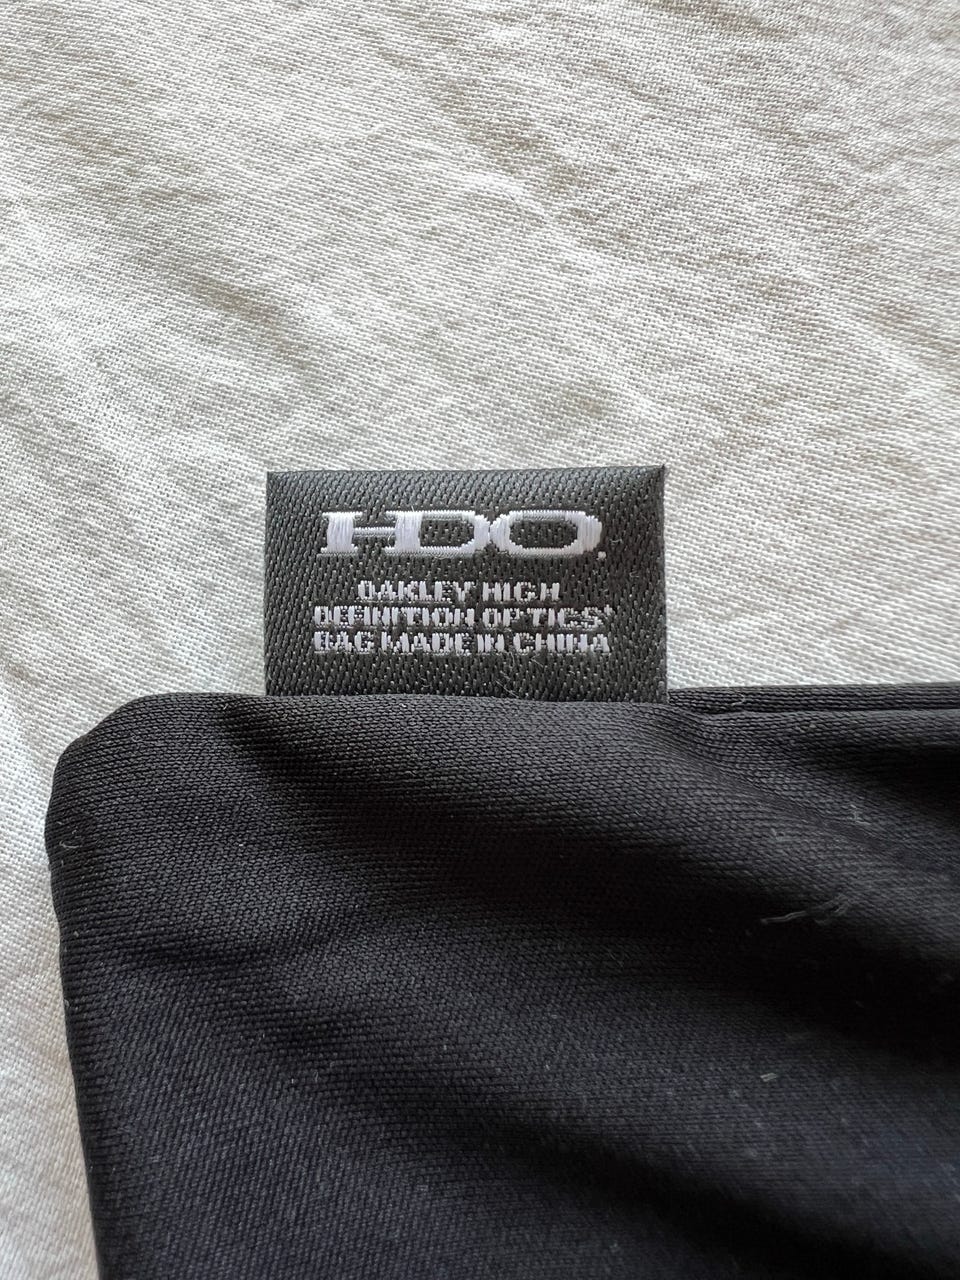 HDO.
OAKLEY HIGH
DEFINITION OPTICS®
BAG MADE IN CHINA